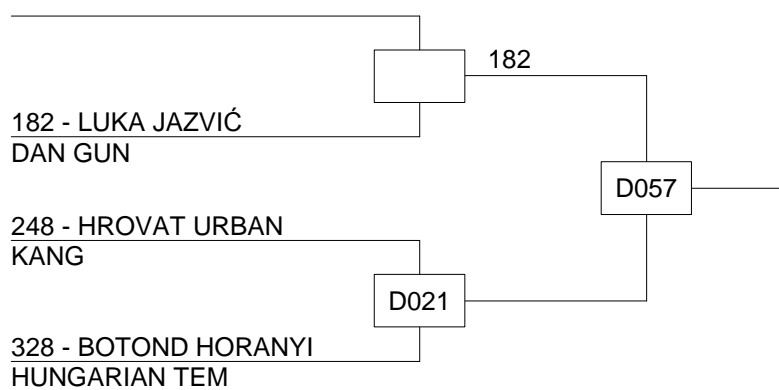 182
182 - LUKA JAZVIĆ
DAN GUN
D057
248 - HROVAT URBAN
KANG
D021
328 - BOTOND HORANYI
HUNGARIAN TEM